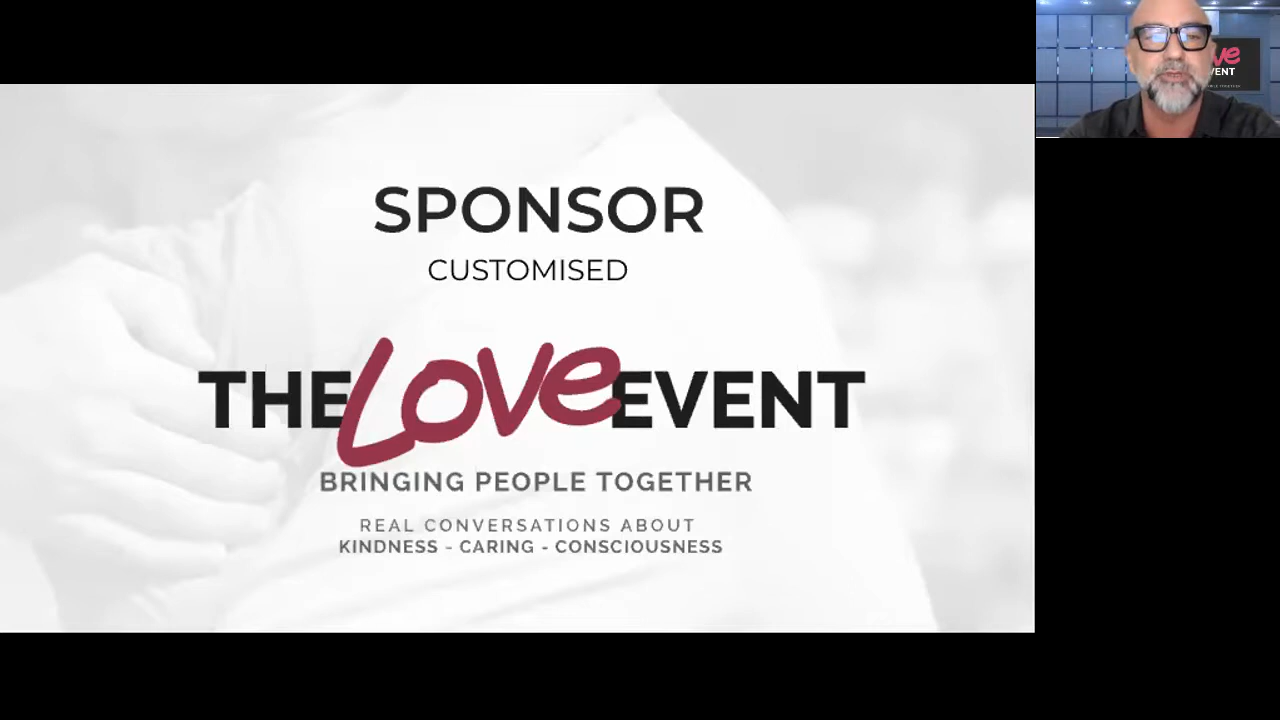 SPONSOR
CUSTOMISED
THE LOVE EVENT
BRINGING PEOPLE TOGETHER
REAL CONVERSATIONS ABOUT
KINDNESS - CARING - CONSCIOUSNESS